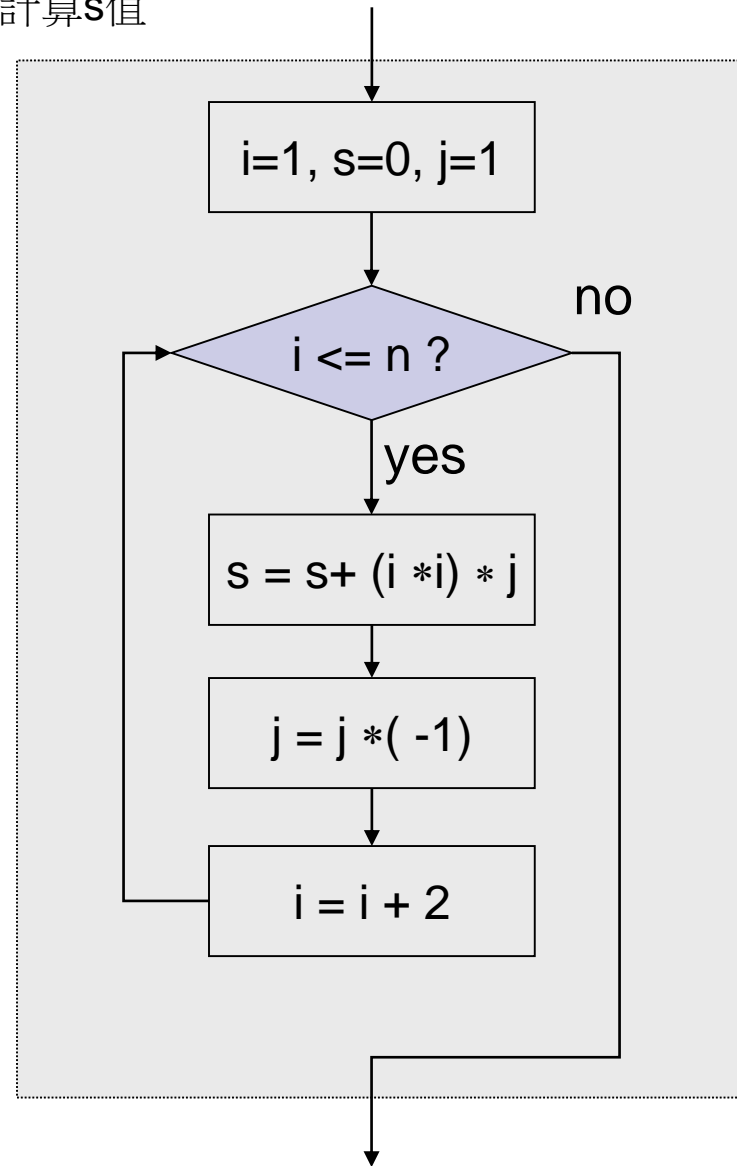 計算s值
i=1, s=0, j=1
no
i <= n ?
yes
s = s+ (i *i) * j
j = j *( -1)
i = i + 2